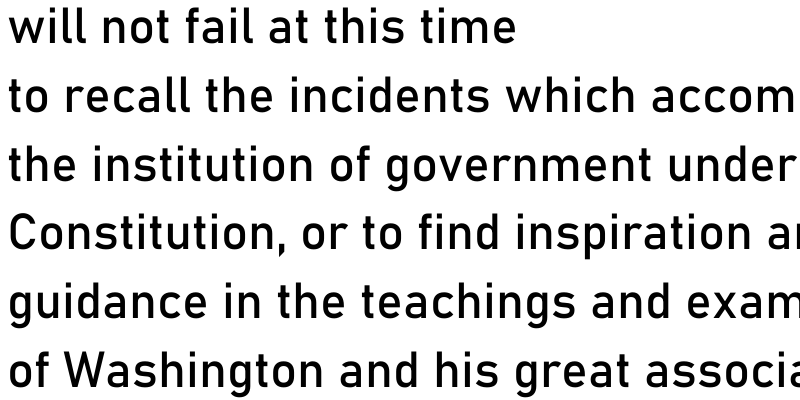 will not fail at this time
to recall the incidents which accom
the institution of government under
Constitution, or to find inspiration
guidance in the teachings and exam
of Washington and his great associa